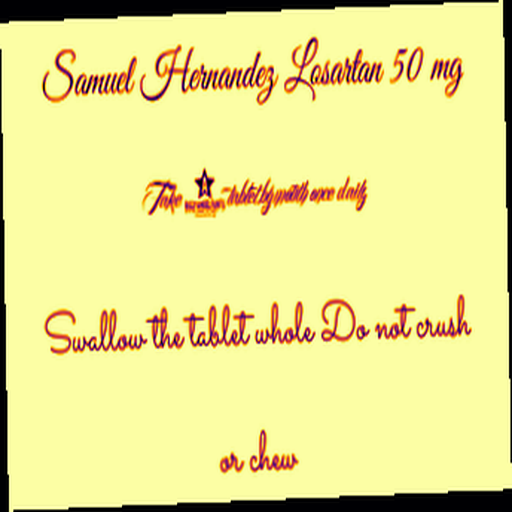 Samuel Hernandez Losartan 50 mg
Take tablet by mouth once daily
Swallow the tablet whole Do not crush
or chew